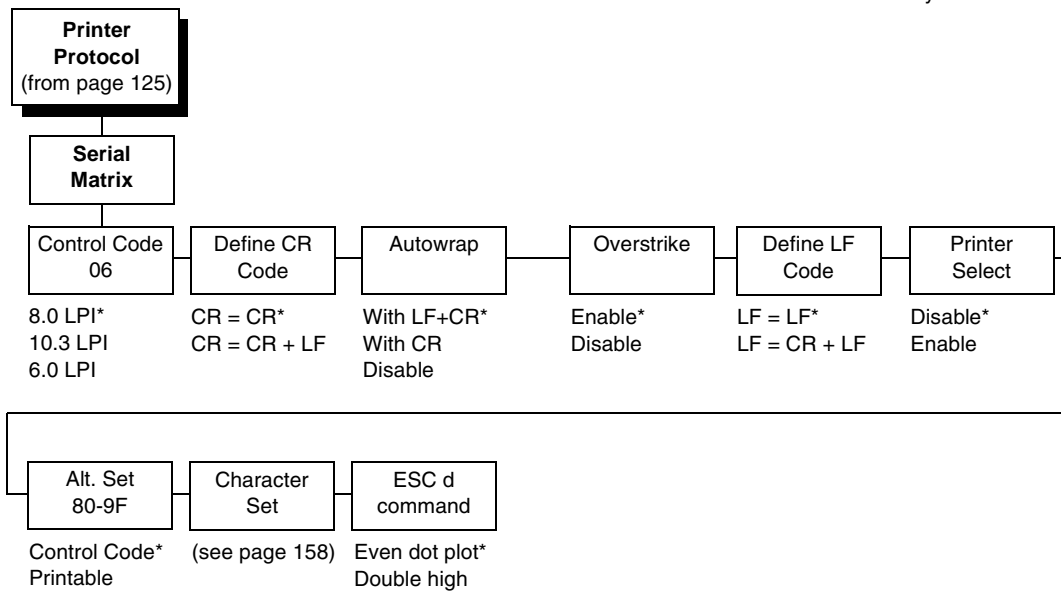 Printer
Protocol
(from page 125)
Serial
Matrix
Control Code
06
Define CR
Code
Autowrap
Overstrike
Define LF
Code
Printer
Select
8.0 LPI*
10.3 LPI
6.0 LPI
CR = CR*
CR = CR + LF
With LF+CR*
With CR
Disable
Enable*
Disable
LF = LF*
LF = CR + LF
Disable*
Enable
Alt. Set
80-9F
Character
Set
ESC d
command
Control Code*
Printable
(see page 158)
Even dot plot*
Double high